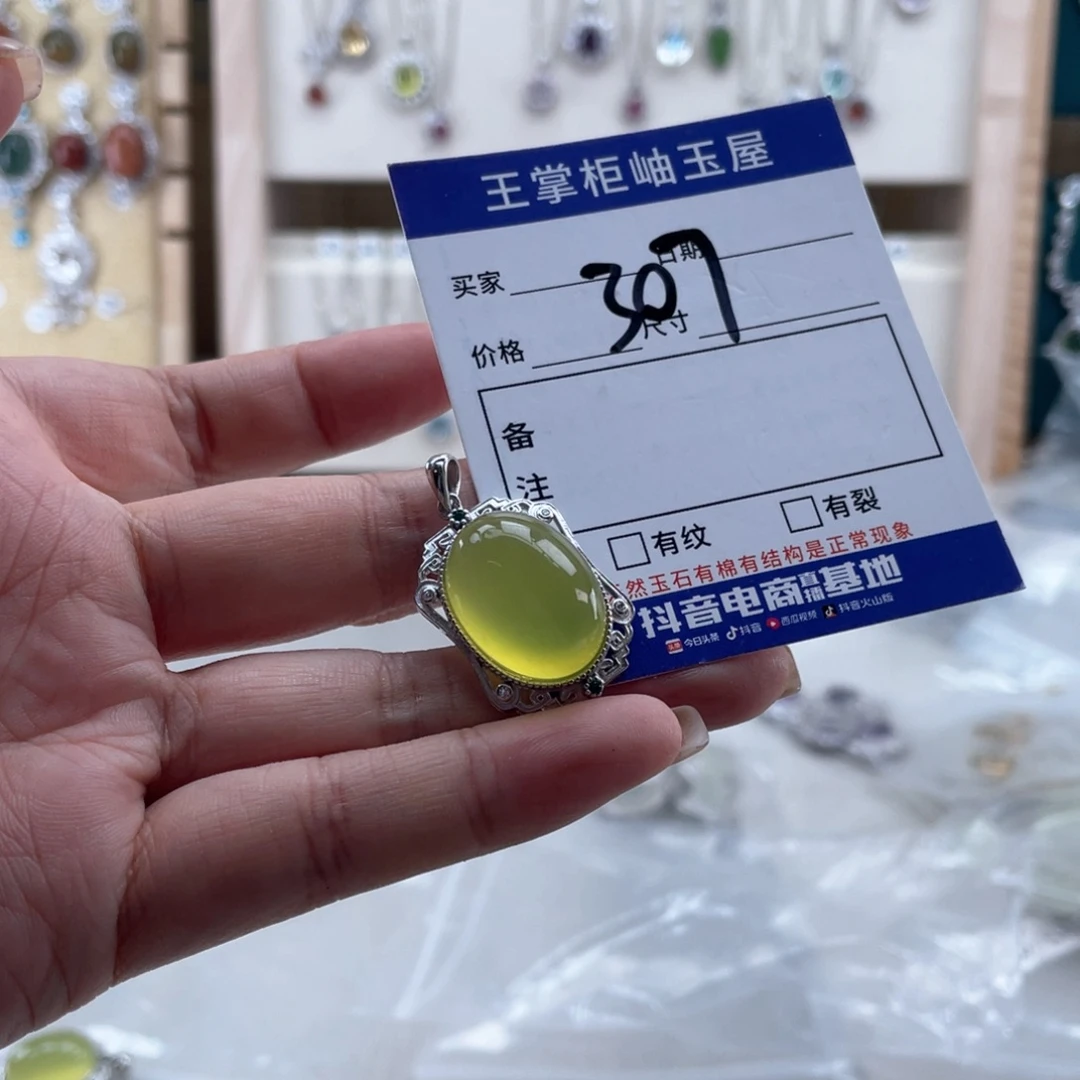 王掌柜岫玉屋
买家 日期
307
价格 尺寸
备
注
有纹 有裂
然玉石有棉有结构是正常现象
抖音电商直播基地
头条 今日头条 抖音 西瓜视频 抖音火山版